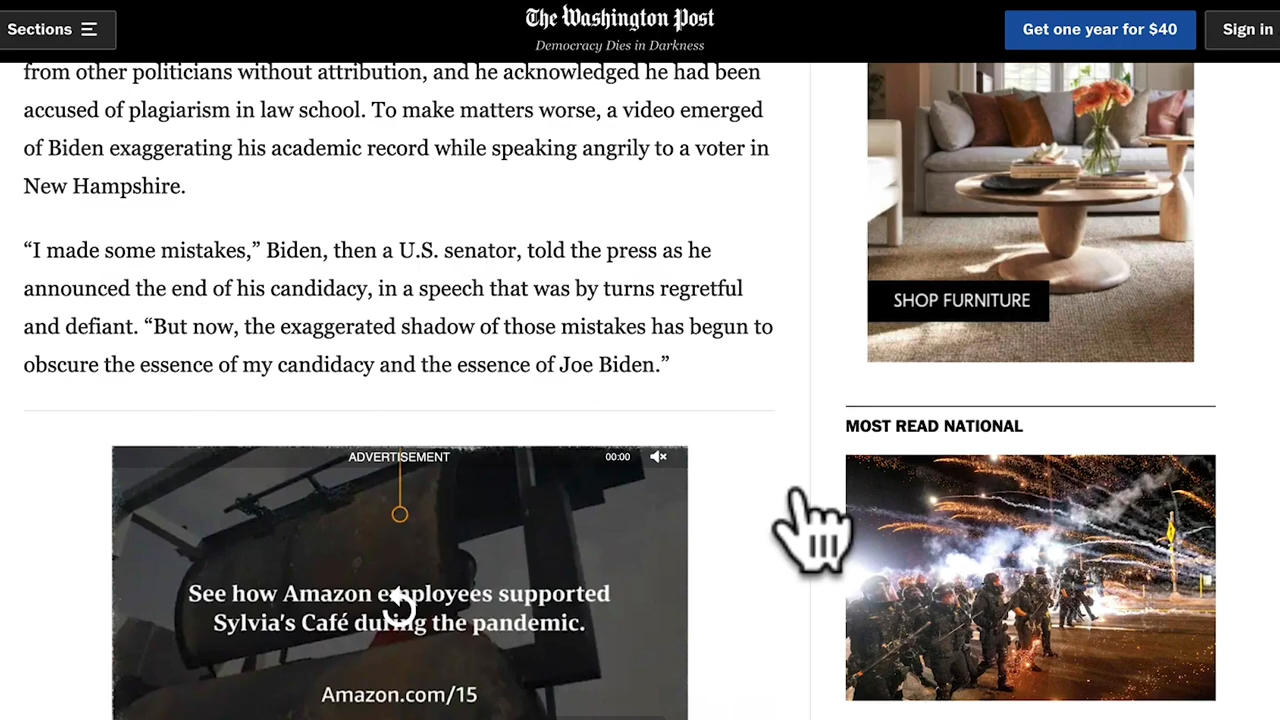 Sections
The Washington Post
Democracy Dies in Darkness
Get one year for $40
Sign in
from other politicians without attribution, and he acknowledged he had been
accused of plagiarism in law school. To make matters worse, a video emerged
of Biden exaggerating his academic record while speaking angrily to a voter in
New Hampshire.
“I made some mistakes,” Biden, then a U.S. senator, told the press as he
announced the end of his candidacy, in a speech that was by turns regretful
and defiant. “But now, the exaggerated shadow of those mistakes has begun to
obscure the essence of my candidacy and the essence of Joe Biden.”
ADVERTISEMENT
00:00
See how Amazon employees supported
Sylvia’s Café during the pandemic.
Amazon.com/15
SHOP FURNITURE
MOST READ NATIONAL